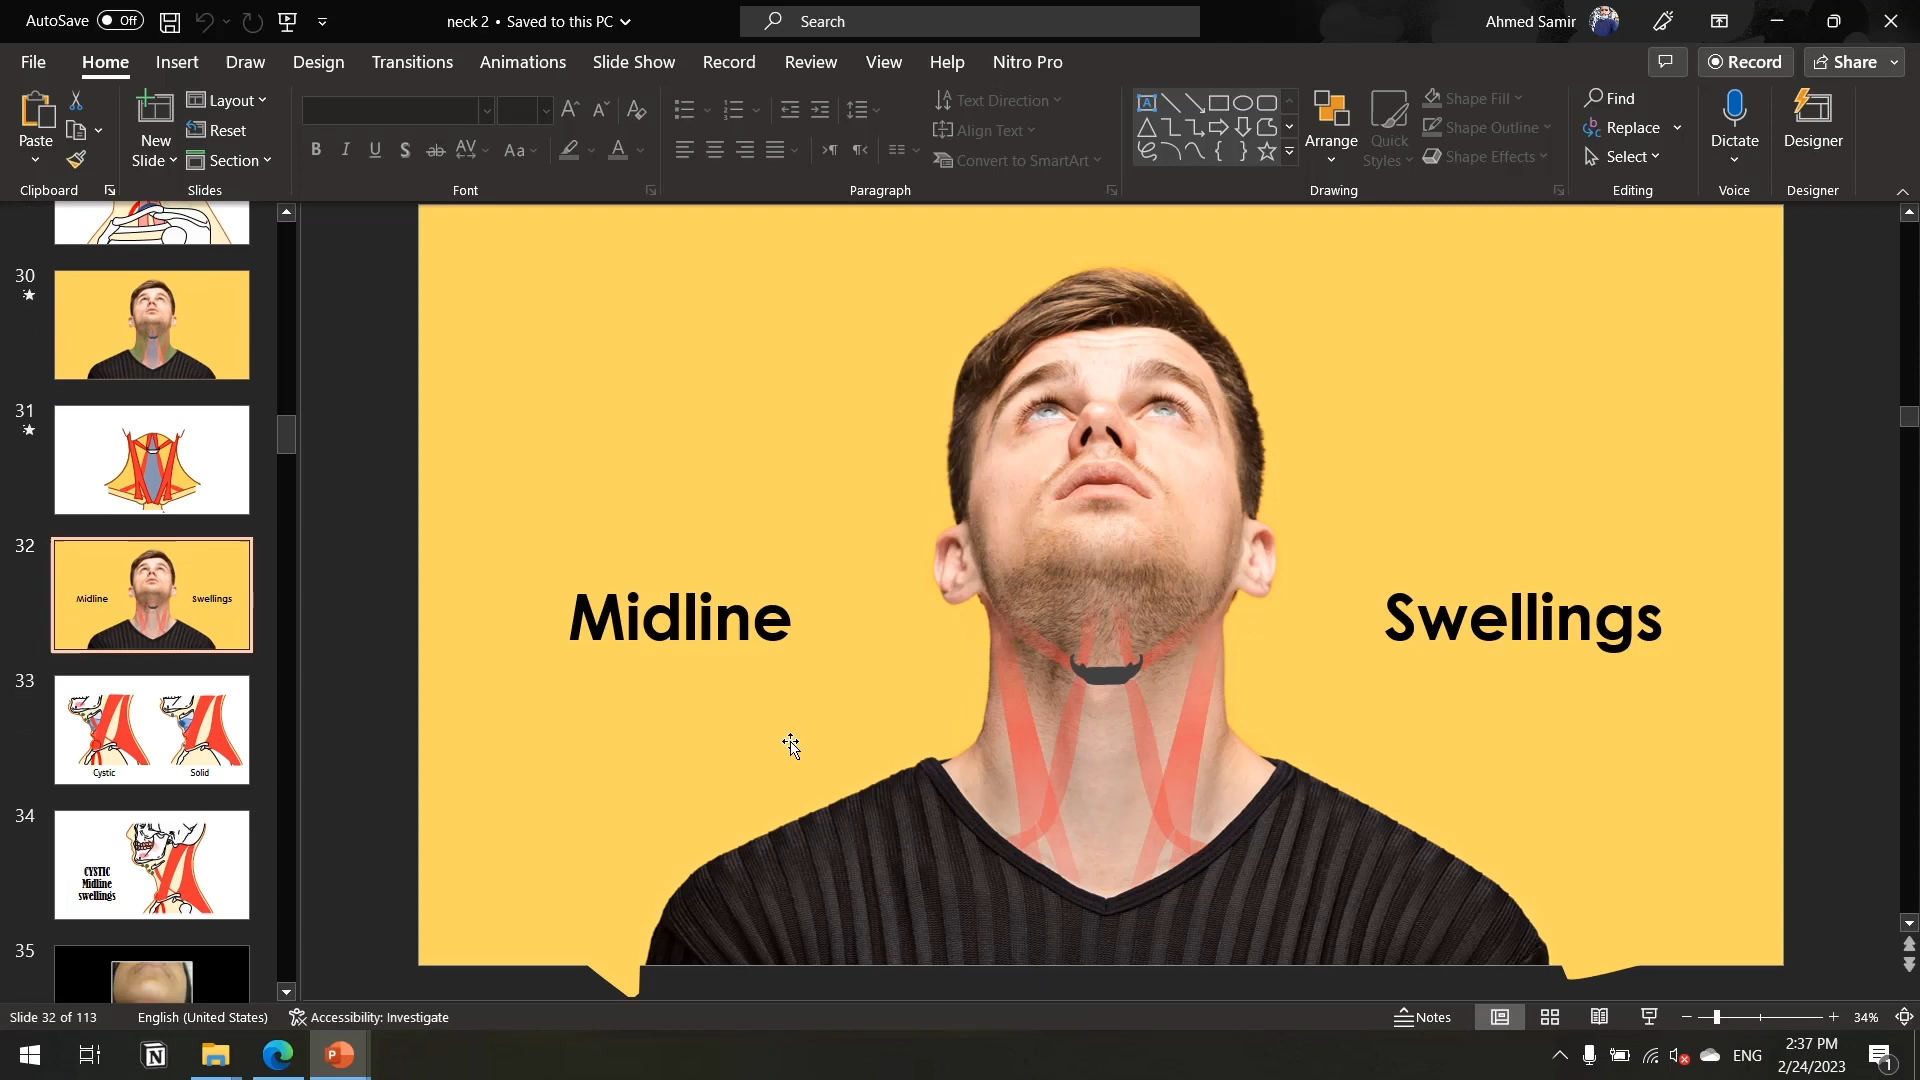 AutoSave Off
neck 2 • Saved to this PC
Search
Ahmed Samir
File Home Insert Draw Design Transitions Animations Slide Show Record Review View Help Nitro Pro
Record Share
Paste
Clipboard
New Slide
Layout
Reset
Section
Slides
B I U S ab AV Aa A
Font
Text Direction
Align Text
Convert to SmartArt
Paragraph
Arrange
Quick Styles
Shape Fill
Shape Outline
Shape Effects
Drawing
Find
Replace
Select
Editing
Dictate
Voice
Designer
Designer
30
31
32
Midline Swellings
33
Cystic Solid
34
CYSTIC
Midline
swellings
35
Midline Swellings
Slide 32 of 113 English (United States) Accessibility: Investigate Notes 34%
ENG
2:37 PM
2/24/2023
1